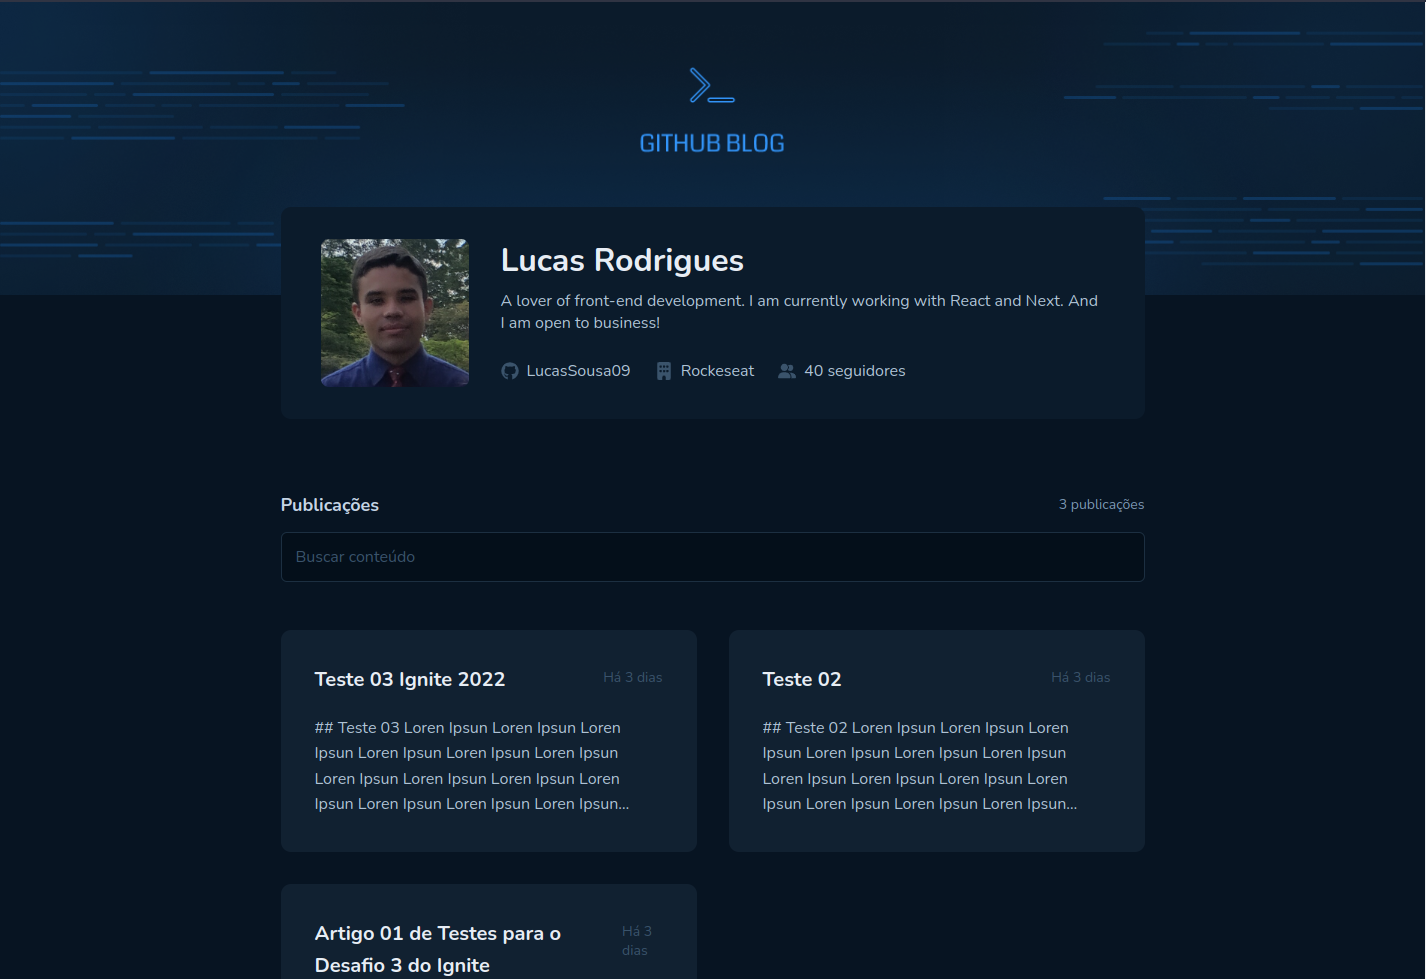 GITHUB BLOG
Lucas Rodrigues
A lover of front-end development. I am currently working with React and Next. And
I am open to business!
LucasSousa09 Rockeseat 40 seguidores
Publicações 3 publicações
Buscar conteúdo
Teste 03 Ignite 2022 Há 3 dias
## Teste 03 Loren Ipsun Loren Ipsun Loren
Ipsun Loren Ipsun Loren Ipsun Loren Ipsun
Loren Ipsun Loren Ipsun Loren Ipsun Loren
Ipsun Loren Ipsun Loren Ipsun Loren Ipsun...
Teste 02 Há 3 dias
## Teste 02 Loren Ipsun Loren Ipsun Loren
Ipsun Loren Ipsun Loren Ipsun Loren Ipsun
Loren Ipsun Loren Ipsun Loren Ipsun Loren
Ipsun Loren Ipsun Loren Ipsun Loren Ipsun...
Artigo 01 de Testes para o
Desafio 3 do Ignite
Há 3
dias